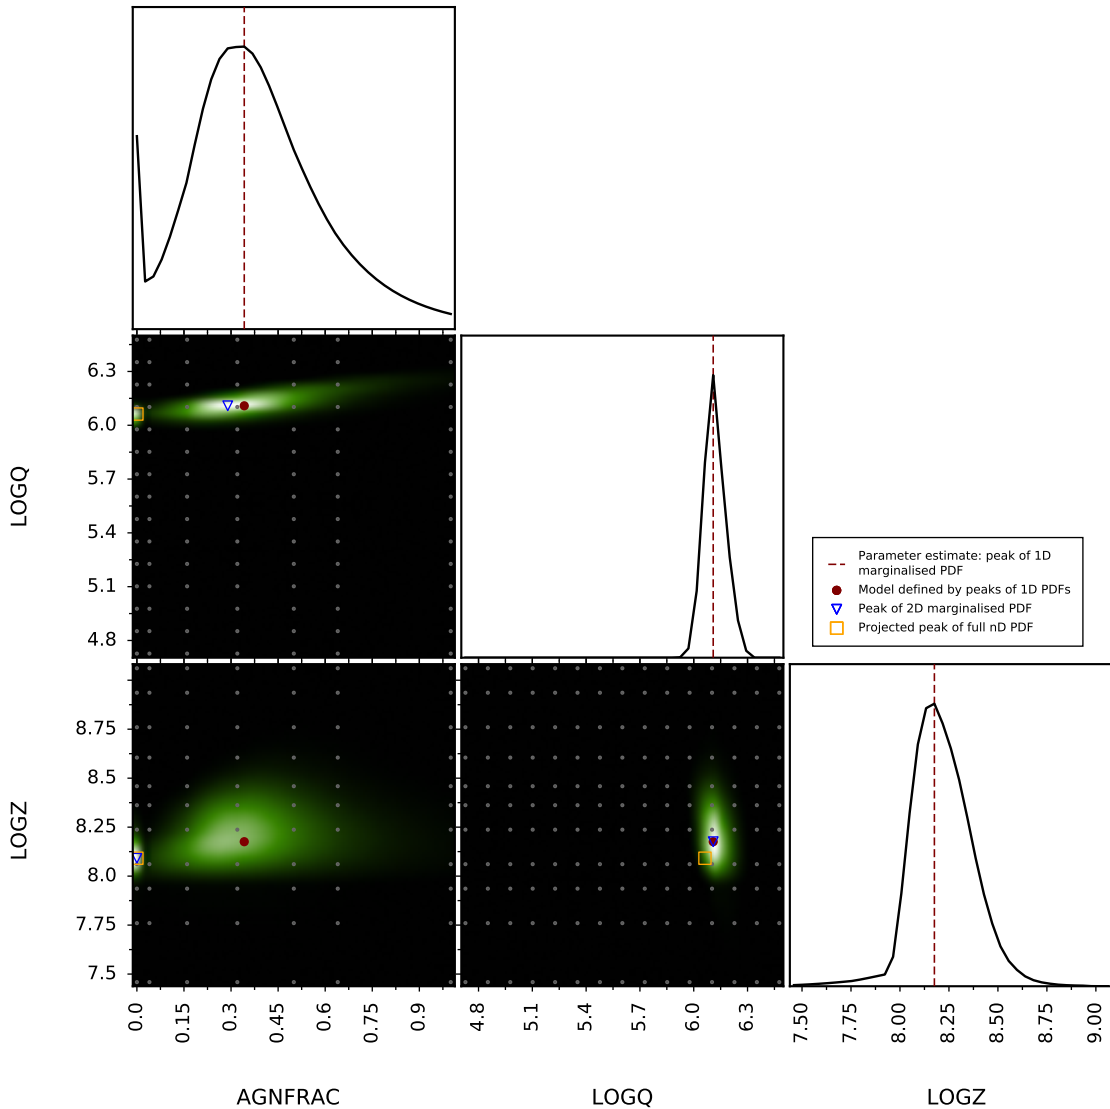 6.3
6.0
5.7
5.4
5.1
4.8
LOGQ
Parameter estimate: peak of 1D
marginalised PDF
Model defined by peaks of 1D PDFs
Peak of 2D marginalised PDF
Projected peak of full nD PDF
8.75
8.5
8.25
8.0
7.75
7.5
LOGZ
0.0 0.15 0.3 0.45 0.6 0.75 0.9
4.8 5.1 5.4 5.7 6.0 6.3
7.50 7.75 8.00 8.25 8.50 8.75 9.00
AGNFRAC LOGQ LOGZ